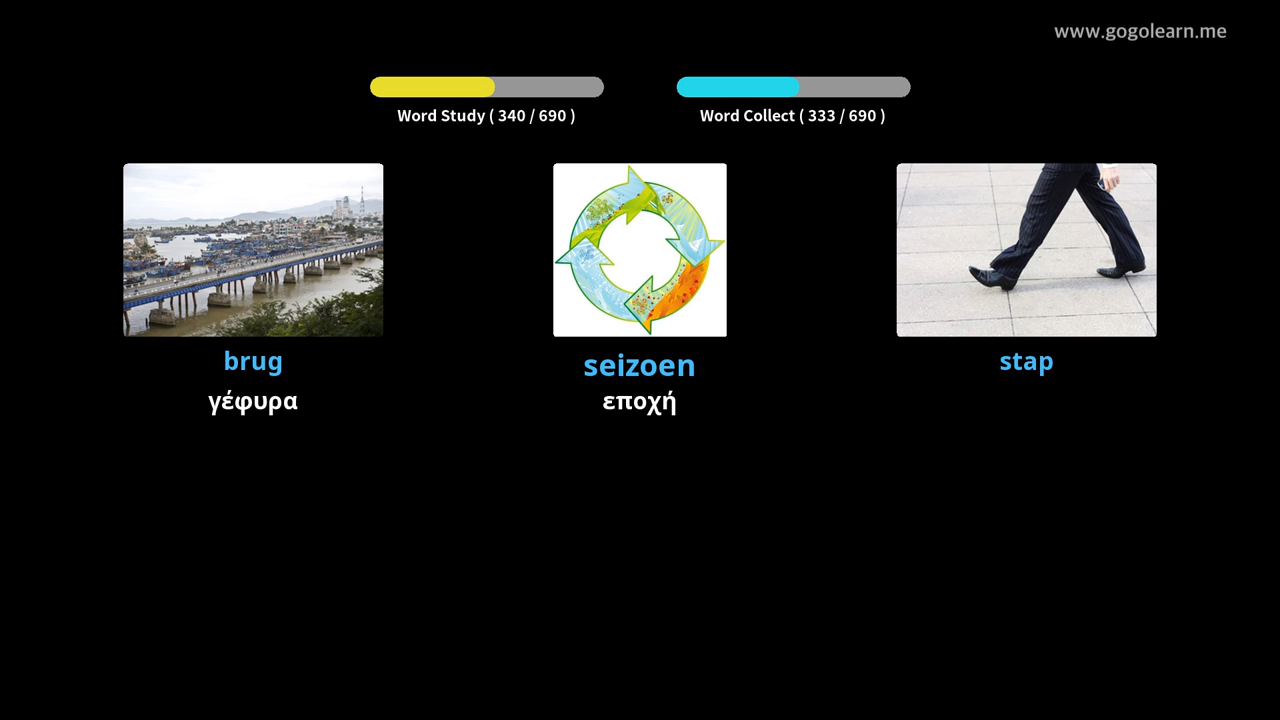 www.gogolearn.me
Word Study ( 340 / 690 )
Word Collect ( 333 / 690 )
brug
seizoen
stap
γέφυρα
εποχή